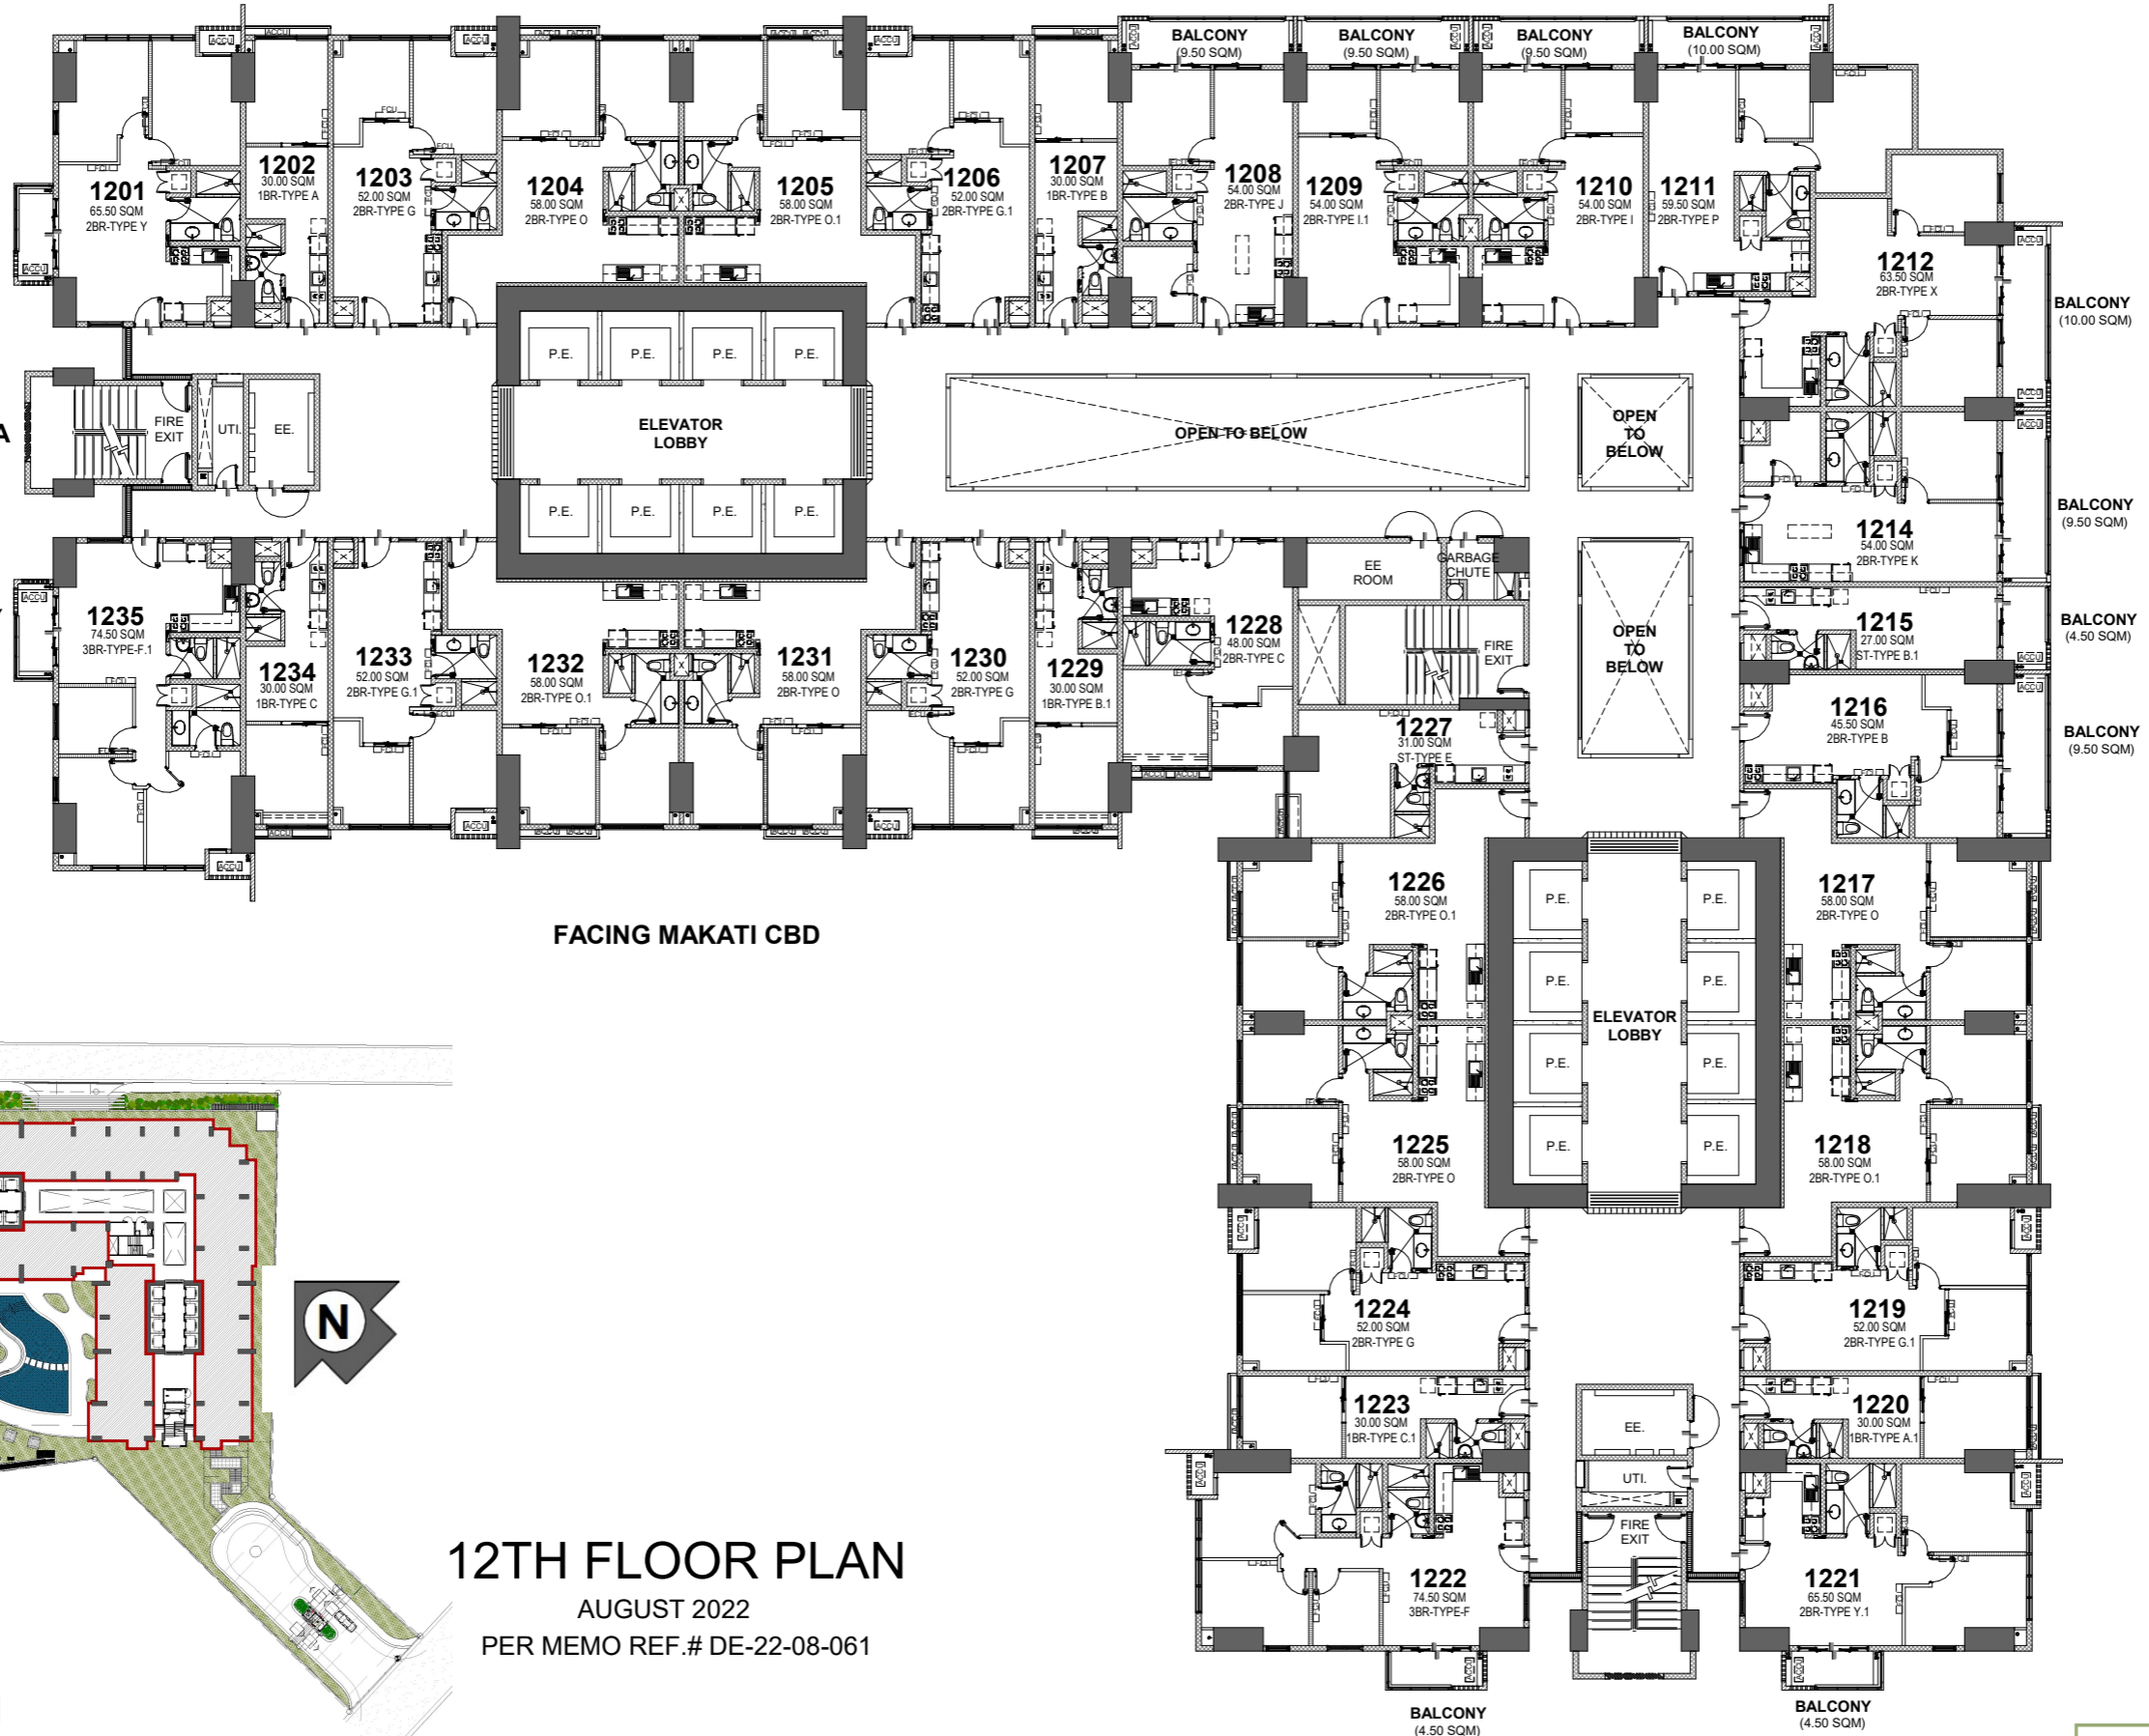 BALCONY
(9.50 SQM)
BALCONY
(9.50 SQM)
BALCONY
(9.50 SQM)
BALCONY
(10.00 SQM)
1201
65.50 SQM
2BR-TYPE Y
1202
30.00 SQM
1BR-TYPE A
1203
52.00 SQM
2BR-TYPE G
1204
58.00 SQM
2BR-TYPE O
1205
58.00 SQM
2BR-TYPE O.1
1206
52.00 SQM
2BR-TYPE G.1
1207
30.00 SQM
1BR-TYPE B
1208
54.00 SQM
2BR-TYPE J
1209
54.00 SQM
2BR-TYPE I.1
1210
54.00 SQM
2BR-TYPE I
1211
59.50 SQM
2BR-TYPE P
1212
63.50 SQM
2BR-TYPE X
BALCONY
(10.00 SQM)
P.E.
P.E.
P.E.
P.E.
FIRE
EXIT
UTI.
EE.
ELEVATOR
LOBBY
OPEN TO BELOW
OPEN
TO
BELOW
P.E.
P.E.
P.E.
P.E.
BALCONY
(9.50 SQM)
1214
54.00 SQM
2BR-TYPE K
EE
ROOM
GARBAGE
CHUTE
1215
27.00 SQM
ST-TYPE B.1
BALCONY
(4.50 SQM)
1235
74.50 SQM
3BR-TYPE-F.1
1234
30.00 SQM
1BR-TYPE C
1233
52.00 SQM
2BR-TYPE G.1
1232
58.00 SQM
2BR-TYPE O.1
1231
58.00 SQM
2BR-TYPE O
1230
52.00 SQM
2BR-TYPE G
1229
30.00 SQM
1BR-TYPE B.1
1228
48.00 SQM
2BR-TYPE C
FIRE
EXIT
OPEN
TO
BELOW
1216
45.50 SQM
2BR-TYPE B
BALCONY
(9.50 SQM)
1227
31.00 SQM
ST-TYPE E
FACING MAKATI CBD
1226
58.00 SQM
2BR-TYPE O.1
P.E.
P.E.
1217
58.00 SQM
2BR-TYPE O
P.E.
P.E.
ELEVATOR
LOBBY
P.E.
P.E.
1225
58.00 SQM
2BR-TYPE O
P.E.
P.E.
1218
58.00 SQM
2BR-TYPE O.1
1224
52.00 SQM
2BR-TYPE G
1219
52.00 SQM
2BR-TYPE G.1
N
1223
30.00 SQM
1BR-TYPE C.1
EE.
1220
30.00 SQM
1BR-TYPE A.1
UTI.
FIRE
EXIT
1222
74.50 SQM
3BR-TYPE-F
1221
65.50 SQM
2BR-TYPE Y.1
12TH FLOOR PLAN
AUGUST 2022
PER MEMO REF.# DE-22-08-061
BALCONY
(4.50 SQM)
BALCONY
(4.50 SQM)